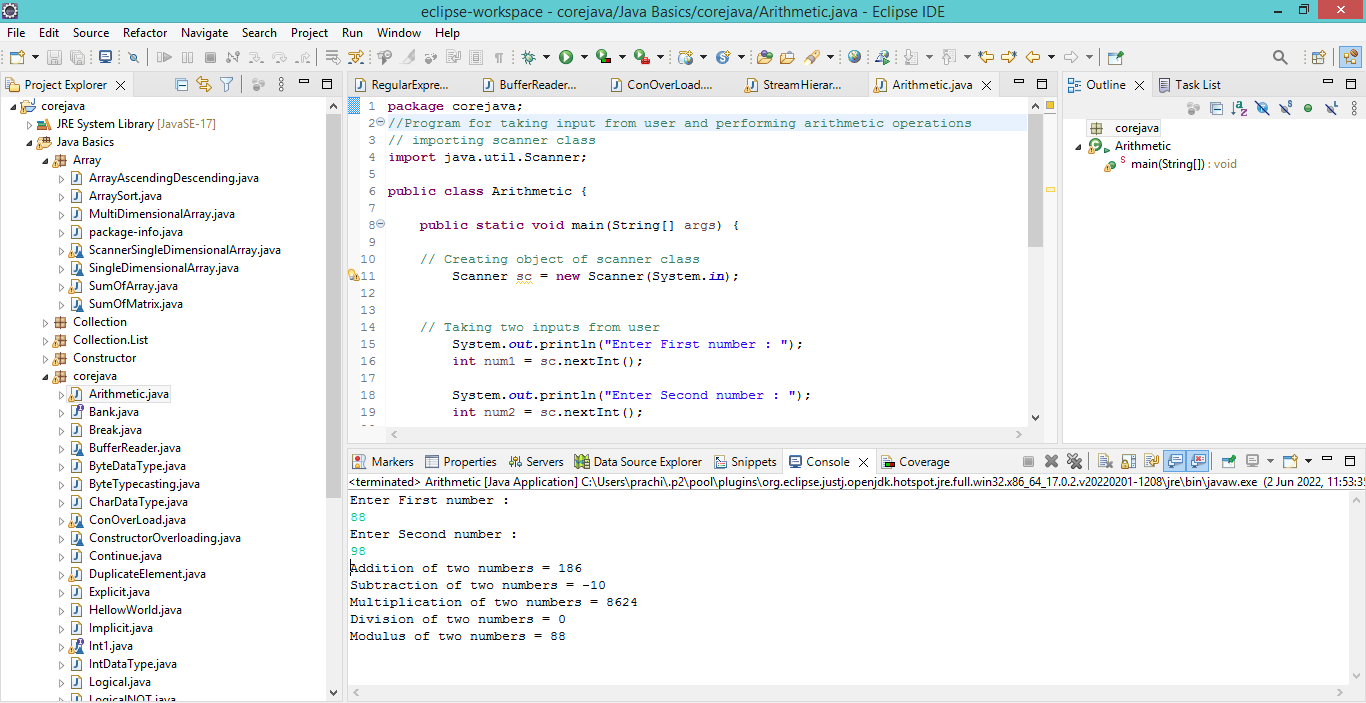 eclipse-workspace - corejava/Java Basics/corejava/Arithmetic.java - Eclipse IDE
File Edit Source Refactor Navigate Search Project Run Window Help
Project Explorer
corejava
JRE System Library [JavaSE-17]
Java Basics
Array
ArrayAscendingDescending.java
ArraySort.java
MultiDimensionalArray.java
package-info.java
ScannerSingleDimensionalArray.java
SingleDimensionalArray.java
SumOfArray.java
SumOfMatrix.java
Collection
Collection.List
Constructor
corejava
Arithmetic.java
Bank.java
Break.java
BufferReader.java
ByteDataType.java
ByteTypecasting.java
CharDataType.java
ConOverLoad.java
ConstructorOverloading.java
Continue.java
DuplicateElement.java
Explicit.java
HellowWorld.java
Implicit.java
Int1.java
IntDataType.java
Logical.java
LogicalNOT.java
RegularExpre... BufferReader... ConOverLoad.... StreamHierar... Arithmetic.java
1 package corejava;
2 //Program for taking input from user and performing arithmetic operations
3 // importing scanner class
4 import java.util.Scanner;
5
6 public class Arithmetic {
7
8 public static void main(String[] args) {
9
10 // Creating object of scanner class
11 Scanner sc = new Scanner(System.in);
12
13
14 // Taking two inputs from user
15 System.out.println("Enter First number : ");
16 int num1 = sc.nextInt();
17
18 System.out.println("Enter Second number : ");
19 int num2 = sc.nextInt();
Outline Task List
corejava
Arithmetic
S main(String[]) : void
Markers Properties Servers Data Source Explorer Snippets Console Coverage
<terminated> Arithmetic [Java Application] C:\Users\prachi\.p2\pool\plugins\org.eclipse.justj.openjdk.hotspot.jre.full.win32.x86_64_17.0.2.v20220201-1208\jre\bin\javaw.exe (2 Jun 2022, 11:53:35
Enter First number :
88
Enter Second number :
98
Addition of two numbers = 186
Subtraction of two numbers = -10
Multiplication of two numbers = 8624
Division of two numbers = 0
Modulus of two numbers = 88